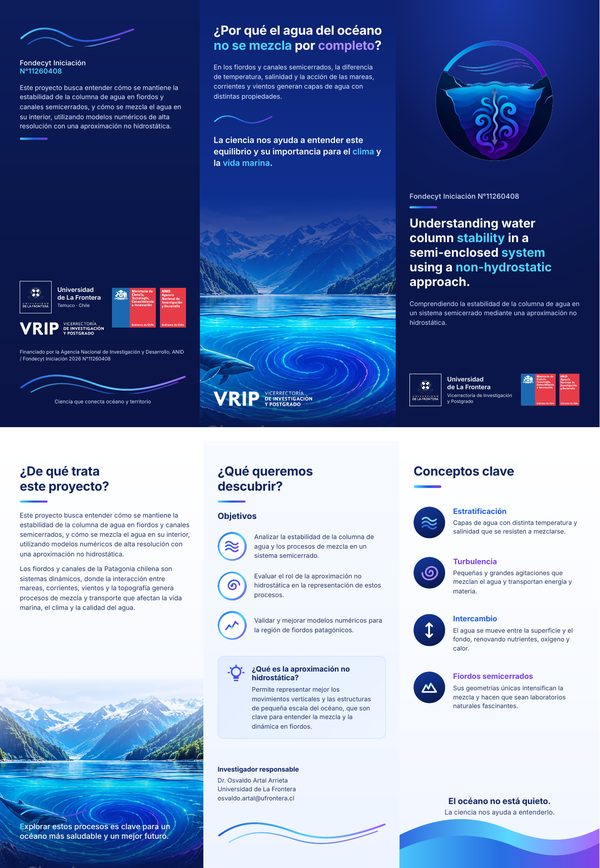 Fondecyt Iniciación
N°11260408
Este proyecto busca entender cómo se mantiene la
estabilidad de la columna de agua en fiordos y
canales semicerrados, y cómo se mezcla el agua en
su interior, utilizando modelos numéricos de alta
resolución con una aproximación no hidrostática.
Universidad
de La Frontera
Temuco - Chile
VRIP VICERRECTORÍA
DE INVESTIGACIÓN
Y POSTGRADO
Financiado por la Agencia Nacional de Investigación y Desarrollo, ANID
/ Fondecyt Iniciación 2026 N°11260408
Ciencia que conecta océano y territorio
¿Por qué el agua del océano
no se mezcla por completo?
En los fiordos y canales semicerrados, la diferencia
de temperatura, salinidad y la acción de las mareas,
corrientes y vientos generan capas de agua con
distintas propiedades.
La ciencia nos ayuda a entender este
equilibrio y su importancia para el clima y
la vida marina.
VRIP VICERRECTORÍA
DE INVESTIGACIÓN
Y POSTGRADO
Fondecyt Iniciación N°11260408
Understanding water
column stability in a
semi-enclosed system
using a non-hydrostatic
approach.
Comprendiendo la estabilidad de la columna de agua en
un sistema semicerrado mediante una aproximación no
hidrostática.
Universidad
de La Frontera
Vicerrectoría de Investigación
y Postgrado
¿De qué trata
este proyecto?
Este proyecto busca entender cómo se mantiene la
estabilidad de la columna de agua en fiordos y canales
semicerrados, y cómo se mezcla el agua en su interior,
utilizando modelos numéricos de alta resolución con
una aproximación no hidrostática.
Los fiordos y canales de la Patagonia chilena son
sistemas dinámicos, donde la interacción entre
mareas, corrientes, vientos y la topografía genera
procesos de mezcla y transporte que afectan la vida
marina, el clima y la calidad del agua.
Explorar estos procesos es clave para un
océano más saludable y un mejor futuro.
¿Qué queremos
descubrir?
Objetivos
Analizar la estabilidad de la columna de
agua y los procesos de mezcla en un
sistema semicerrado.
Evaluar el rol de la aproximación no
hidrostática en la representación de estos
procesos.
Validar y mejorar modelos numéricos para
la región de fiordos patagónicos.
¿Qué es la aproximación no
hidrostática?
Permite representar mejor los
movimientos verticales y las estructuras
de pequeña escala del océano, que son
clave para entender la mezcla y la
dinámica en fiordos.
Investigador responsable
Dr. Osvaldo Artal Arrieta
Universidad de La Frontera
osvaldo.artal@ufrontera.cl
Conceptos clave
Estratificación
Capas de agua con distinta temperatura y
salinidad que se resisten a mezclarse.
Turbulencia
Pequeñas y grandes agitaciones que
mezclan el agua y transportan energía y
materia.
Intercambio
El agua se mueve entre la superficie y el
fondo, renovando nutrientes, oxígeno y
calor.
Fiordos semicerrados
Sus geometrías únicas intensifican la
mezcla y hacen que sean laboratorios
naturales fascinantes.
El océano no está quieto.
La ciencia nos ayuda a entenderlo.